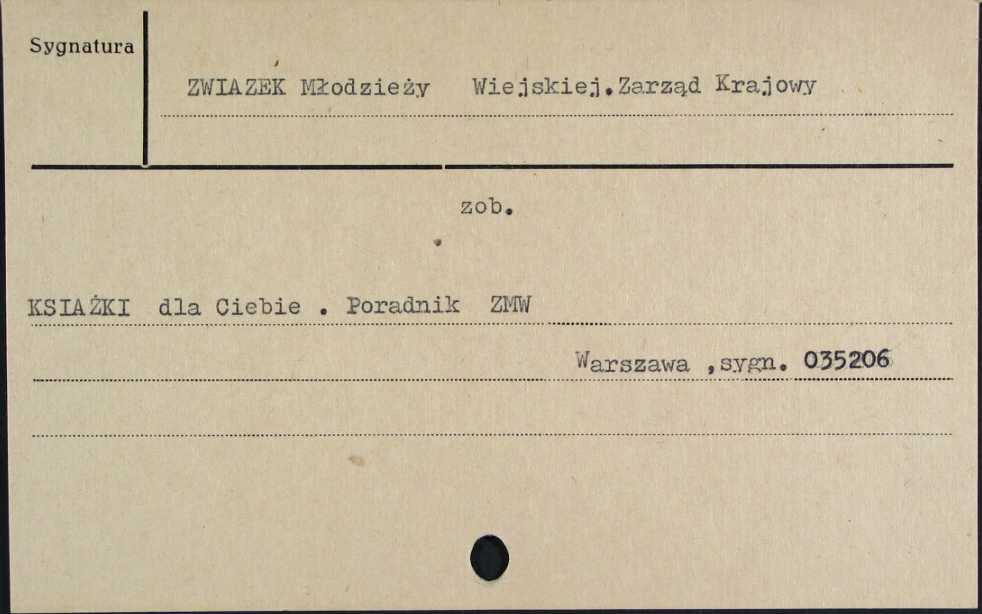 Sygnatura
ZWIAZEK Młodzieży Wiejskiej.Zarząd Krajowy
zob.
KSIAŻKI dla Ciebie . Poradnik ZMW
Warszawa ,sygn. 035206